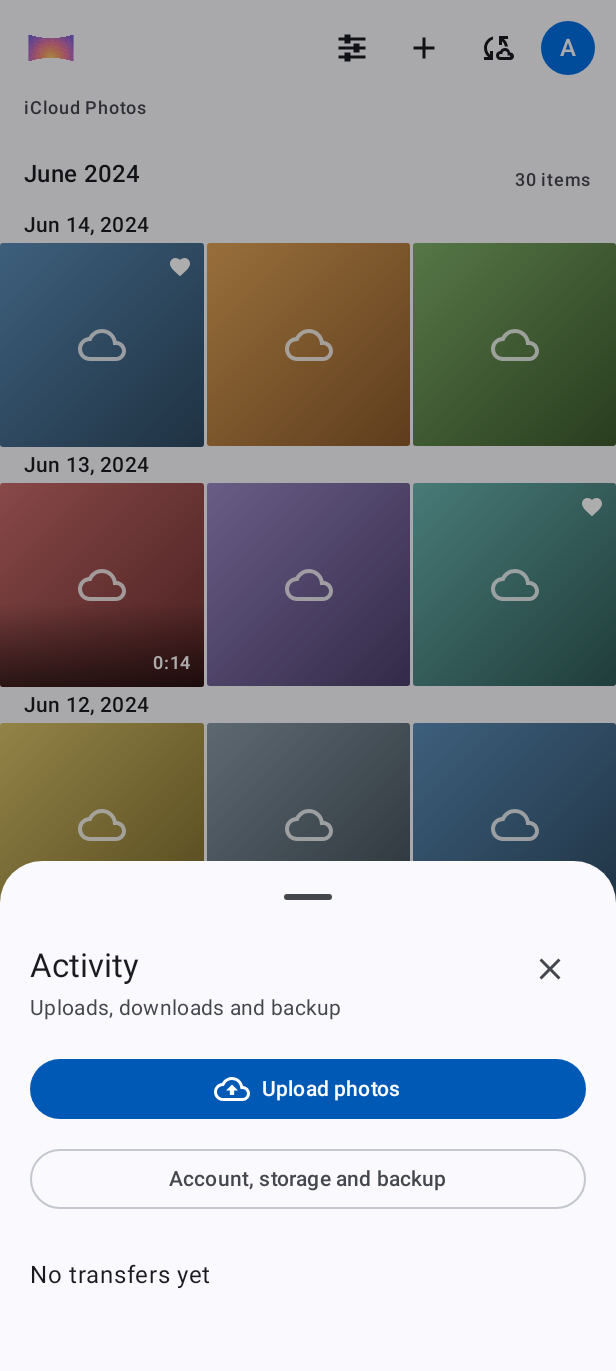 A
iCloud Photos
June 2024
30 items
Jun 14, 2024
Jun 13, 2024
0:14
Jun 12, 2024
Activity
Uploads, downloads and backup
Upload photos
Account, storage and backup
No transfers yet